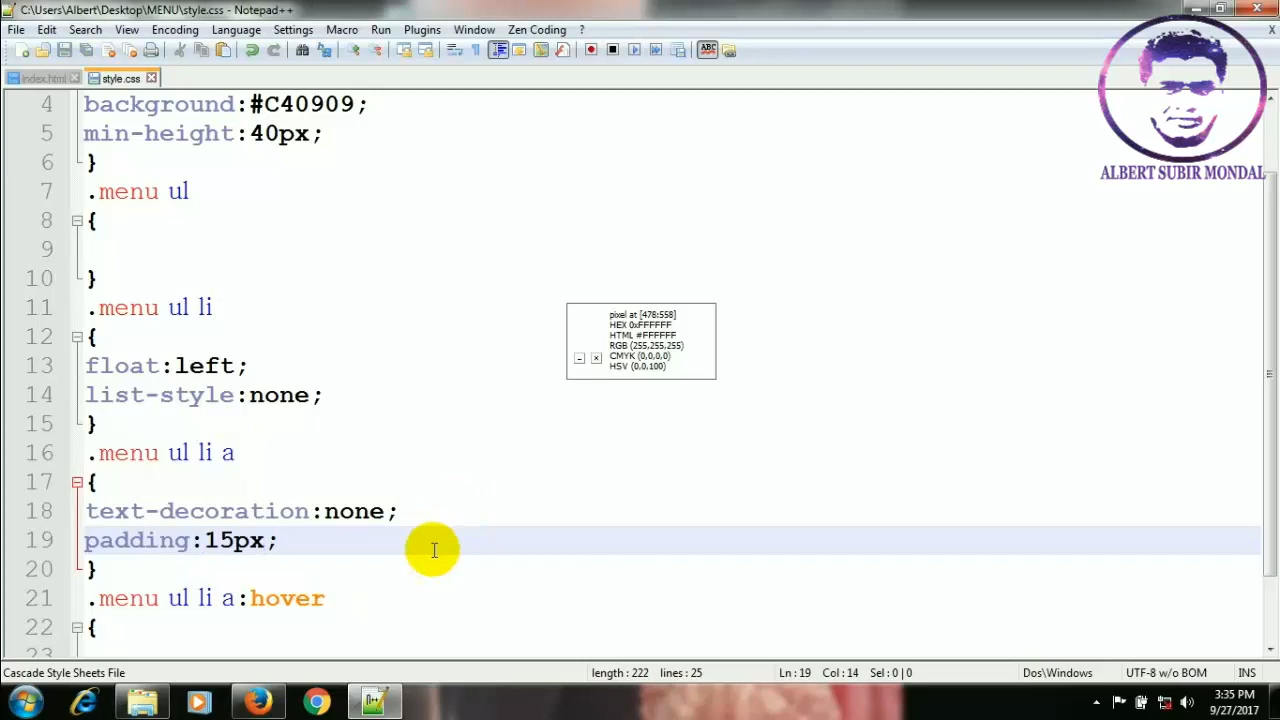 C:\Users\Albert\Desktop\MENU\style.css - Notepad++
File Edit Search View Encoding Language Settings Macro Run Plugins Window Zen Coding ? X
ABC
index.html style.css
4 background:#C40909;
5 min-height:40px;
6 }
7 .menu ul
8 {
9
10 }
11 .menu ul li
12 {
13 float:left;
14 list-style:none;
15 }
16 .menu ul li a
17 {
18 text-decoration:none;
19 padding:15px;
20 }
21 .menu ul li a:hover
22 {
23
ALBERT SUBIR MONDAL
pixel at [478:558]
HEX 0xFFFFFF
HTML #FFFFFF
RGB (255,255,255)
CMYK (0,0,0,0)
HSV (0,0,100)
Cascade Style Sheets File length : 222 lines : 25 Ln : 19 Col : 14 Sel : 0 | 0 Dos\Windows UTF-8 w/o BOM INS
3:35 PM
9/27/2017